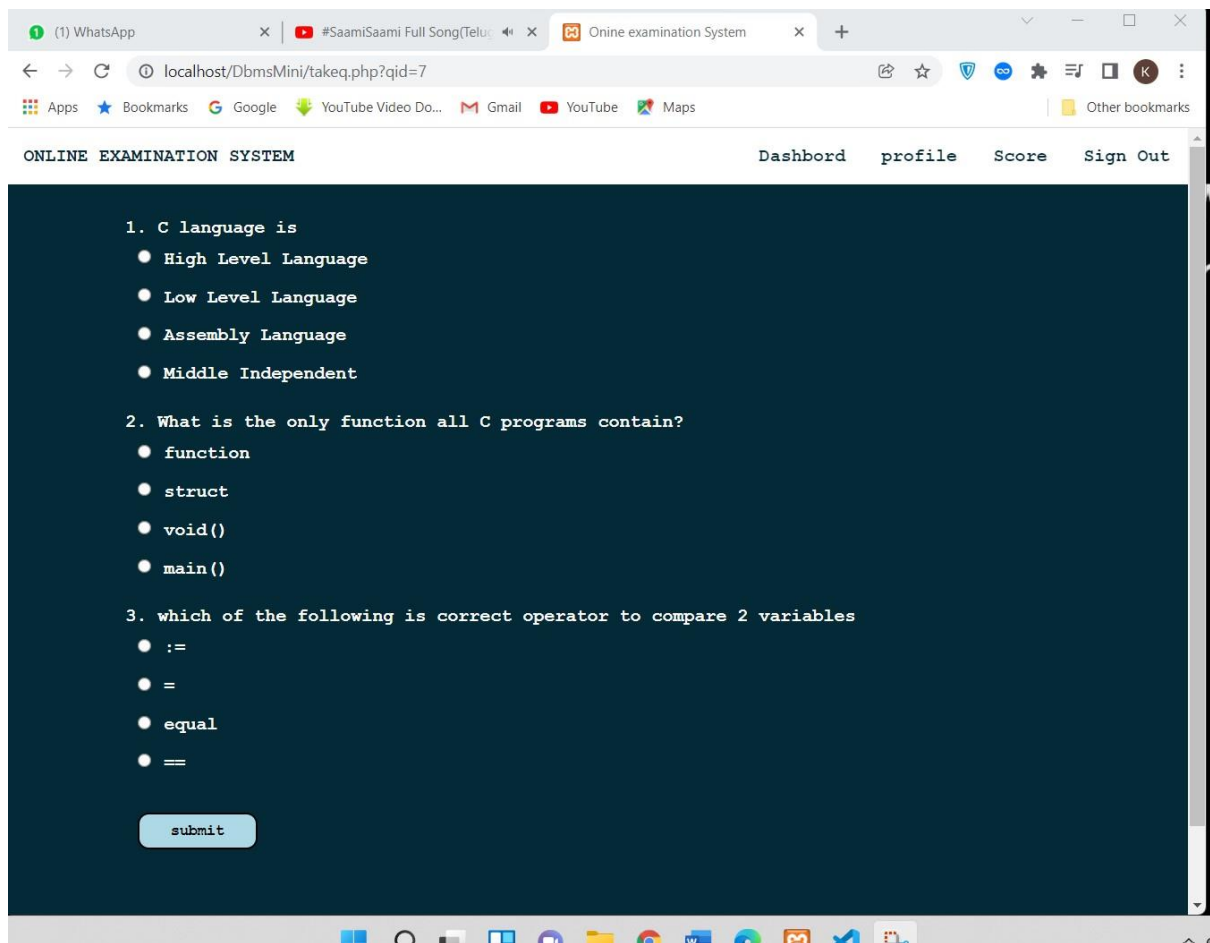 (1) WhatsApp
#SaamiSaami Full Song(Telug
Onine examination System
localhost/DbmsMini/takeq.php?qid=7
K
Apps
Bookmarks
Google
YouTube Video Do...
Gmail
YouTube
Maps
Other bookmarks
ONLINE EXAMINATION SYSTEM
Dashbord
profile
Score
Sign Out
1. C language is
High Level Language
Low Level Language
Assembly Language
Middle Independent
2. What is the only function all C programs contain?
function
struct
void()
main()
3. which of the following is correct operator to compare 2 variables
:=
=
equal
==
submit